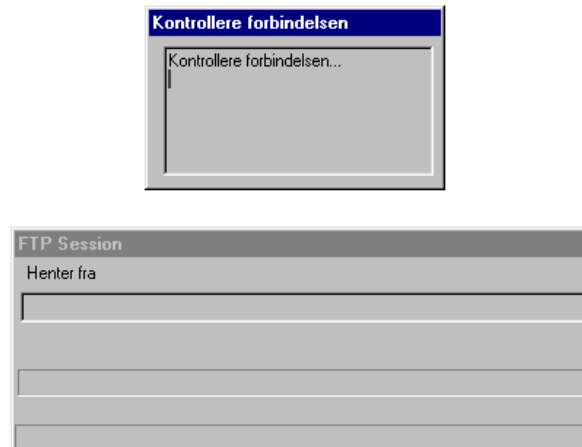 Kontrollere forbindelsen
Kontrollere forbindelsen...
FTP Session
Henter fra